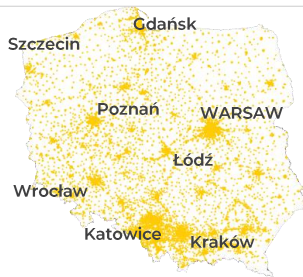 Gdańsk
Szczecin
Poznań
WARSAW
Łódź
Wrocław
Katowice
Kraków